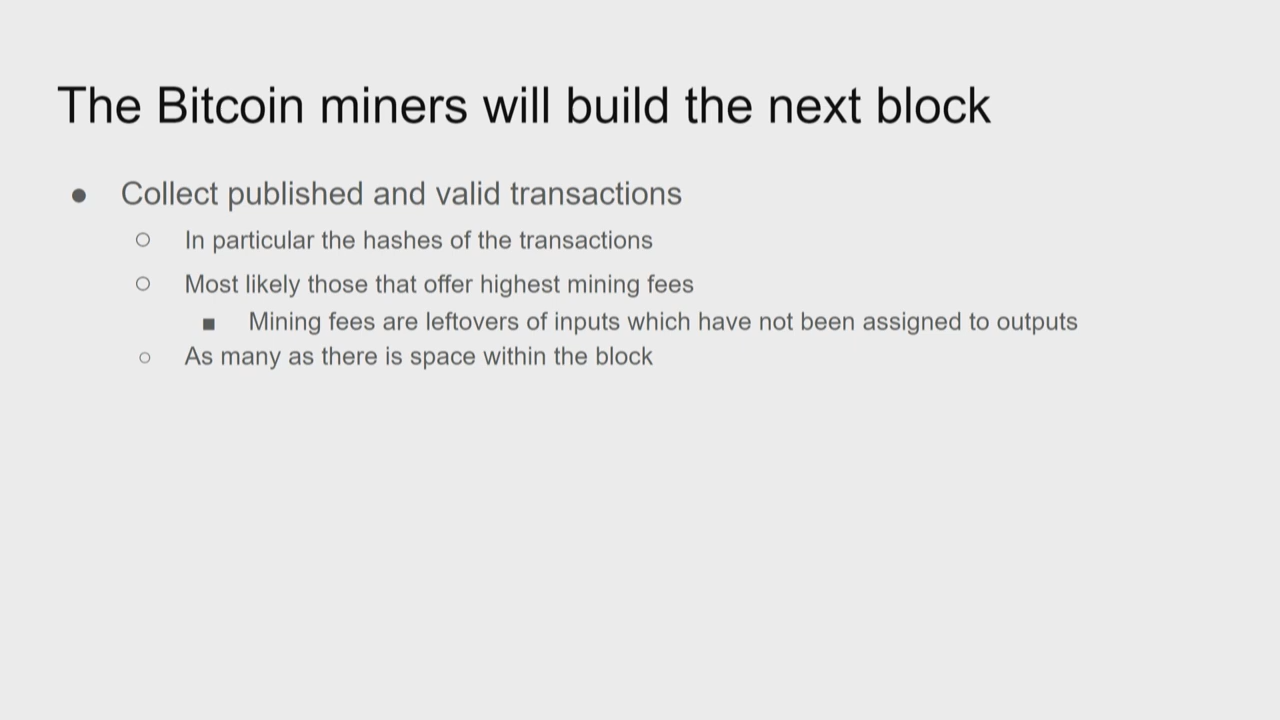 The Bitcoin miners will build the next block
● Collect published and valid transactions
○ In particular the hashes of the transactions
○ Most likely those that offer highest mining fees
■ Mining fees are leftovers of inputs which have not been assigned to outputs
○ As many as there is space within the block